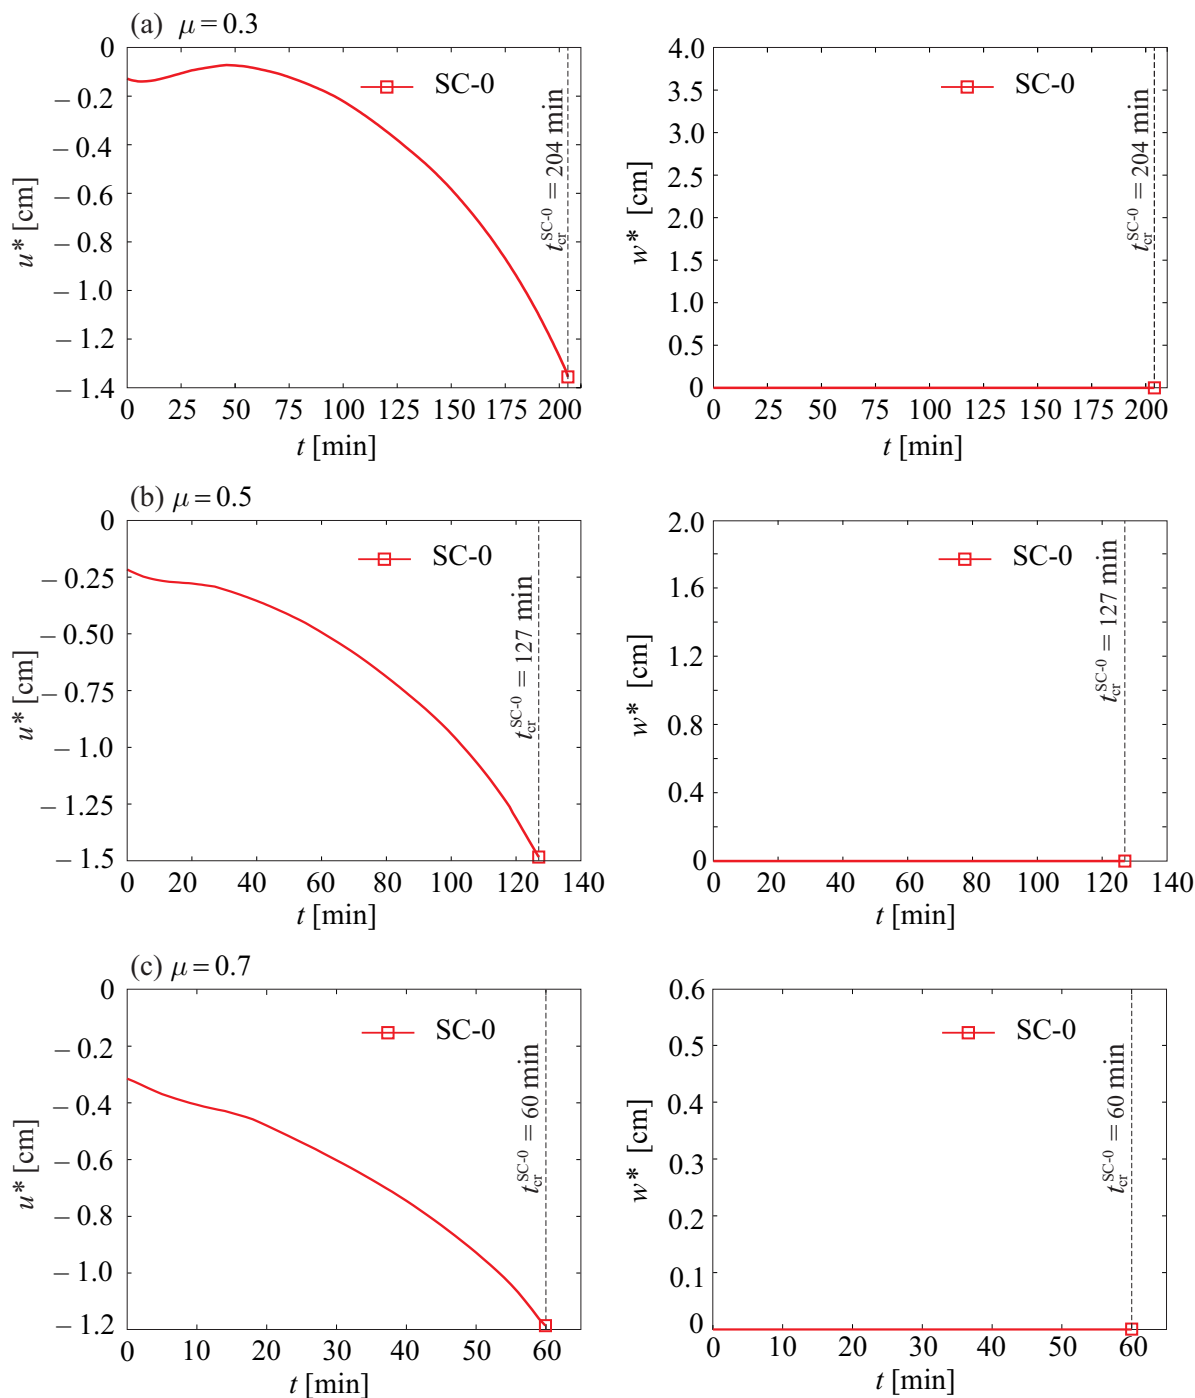 (a) μ = 0.3
0
– 0.2
– 0.4
– 0.6
– 0.8
– 1.0
– 1.2
– 1.4
u* [cm]
SC-0
t_cr^SC-0 = 204 min
0 25 50 75 100 125 150 175 200
t [min]
4.0
3.5
3.0
2.5
2.0
1.5
1.0
0.5
0
w* [cm]
SC-0
t_cr^SC-0 = 204 min
0 25 50 75 100 125 150 175 200
t [min]
(b) μ = 0.5
0
– 0.25
– 0.50
– 0.75
– 1.0
– 1.25
– 1.5
u* [cm]
SC-0
t_cr^SC-0 = 127 min
0 20 40 60 80 100 120 140
t [min]
2.0
1.6
1.2
0.8
0.4
0
w* [cm]
SC-0
t_cr^SC-0 = 127 min
0 20 40 60 80 100 120 140
t [min]
(c) μ = 0.7
0
– 0.2
– 0.4
– 0.6
– 0.8
– 1.0
– 1.2
u* [cm]
SC-0
t_cr^SC-0 = 60 min
0 10 20 30 40 50 60
t [min]
0.6
0.5
0.4
0.3
0.2
0.1
0
w* [cm]
SC-0
t_cr^SC-0 = 60 min
0 10 20 30 40 50 60
t [min]